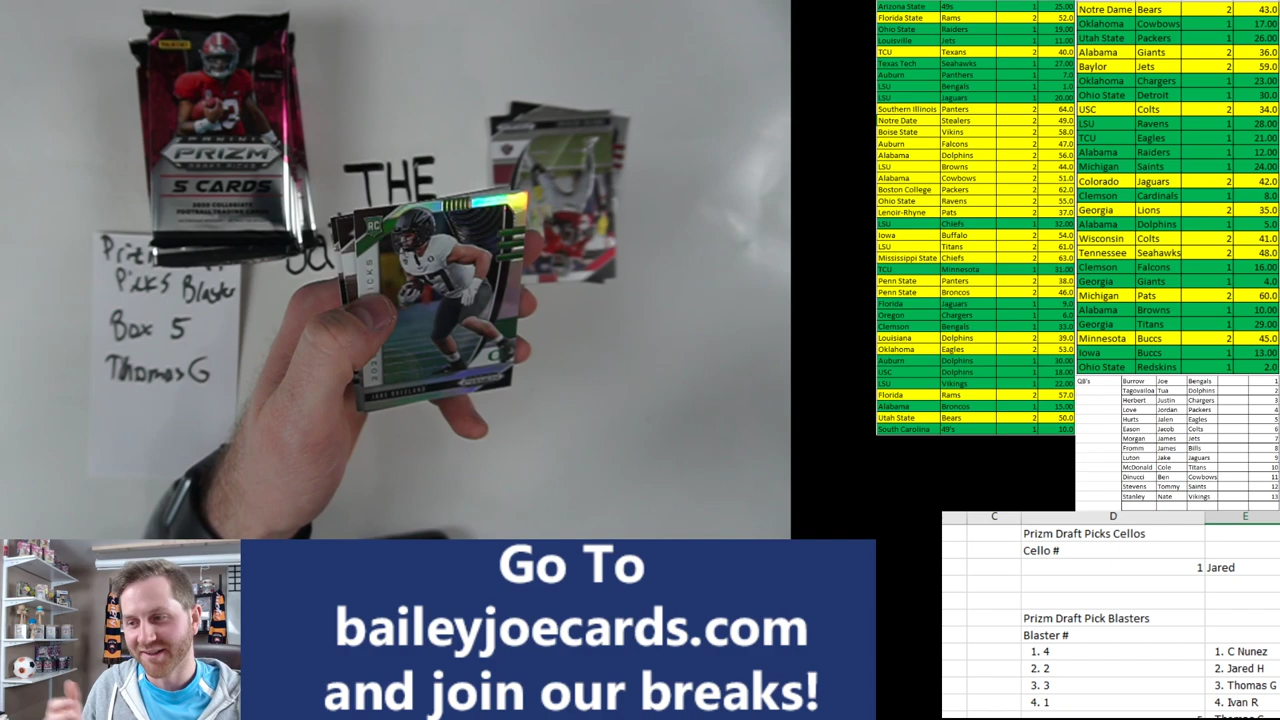 PANINI
PRIZM
DRAFT PICKS
5 CARDS
2020 COLLEGIATE
FOOTBALL TRADING CARDS
THE
Picks Blaster
Box 5
Thomas
RC
PICKS
JAKE BREELAND
Arizona State 49s 1 25.00
Florida State Rams 2 52.0
Ohio State Raiders 1 19.00
Louisville Jets 1 11.00
TCU Texans 2 40.0
Texas Tech Seahawks 1 27.00
Auburn Panthers 1 7.0
LSU Bengals 1 1.0
LSU Jaguars 1 20.00
Southern Illinois Panters 2 64.0
Notre Date Stealers 2 49.0
Boise State Vikins 2 58.0
Auburn Falcons 2 47.0
Alabama Dolphins 2 56.0
LSU Browns 2 44.0
Alabama Cowbows 2 51.0
Boston College Packers 2 62.0
Ohio State Ravens 2 55.0
Lenoir-Rhyne Pats 2 37.0
LSU Chiefs 1 32.00
Iowa Buffalo 2 54.0
LSU Titans 2 61.0
Mississippi State Chiefs 2 63.0
TCU Minnesota 1 31.00
Penn State Panters 2 38.0
Penn State Broncos 2 46.0
Florida Jaguars 1 9.0
Oregon Chargers 1 6.0
Clemson Bengals 1 33.0
Louisiana Dolphins 2 39.0
Oklahoma Eagles 2 53.0
Auburn Dolphins 1 30.00
USC Dolphins 1 18.00
LSU Vikings 1 22.00
Florida Rams 2 57.0
Alabama Broncos 1 15.00
Utah State Bears 2 50.0
South Carolina 49's 1 10.0
Notre Dame Bears 2 43.0
Oklahoma Cowbows 1 17.00
Utah State Packers 1 26.00
Alabama Giants 2 36.0
Baylor Jets 2 59.0
Oklahoma Chargers 1 23.00
Ohio State Detroit 1 30.0
USC Colts 2 34.0
LSU Ravens 1 28.00
TCU Eagles 1 21.00
Alabama Raiders 1 12.00
Michigan Saints 1 24.00
Colorado Jaguars 2 42.0
Clemson Cardinals 1 8.0
Georgia Lions 2 35.0
Alabama Dolphins 1 5.0
Wisconsin Colts 2 41.0
Tennessee Seahawks 2 48.0
Clemson Falcons 1 16.00
Georgia Giants 1 4.0
Michigan Pats 2 60.0
Alabama Browns 1 10.00
Georgia Titans 1 29.00
Minnesota Buccs 2 45.0
Iowa Buccs 1 13.00
Ohio State Redskins 1 2.0
QB's Burrow Joe Bengals 1
Tagovailoa Tua Dolphins 2
Herbert Justin Chargers 3
Love Jordan Packers 4
Hurts Jalen Eagles 5
Eason Jacob Colts 6
Morgan James Jets 7
Fromm James Bills 8
Luton Jake Jaguars 9
McDonald Cole Titans 10
Dinucci Ben Cowboys 11
Stevens Tommy Saints 12
Stanley Nate Vikings 13
C D E
Prizm Draft Picks Cellos
Cello #
1 Jared
Prizm Draft Pick Blasters
Blaster #
1. 4 1. C Nunez
2. 2 2. Jared H
3. 3 3. Thomas G
4. 1 4. Ivan R
Go To
baileyjoecards.com
and join our breaks!